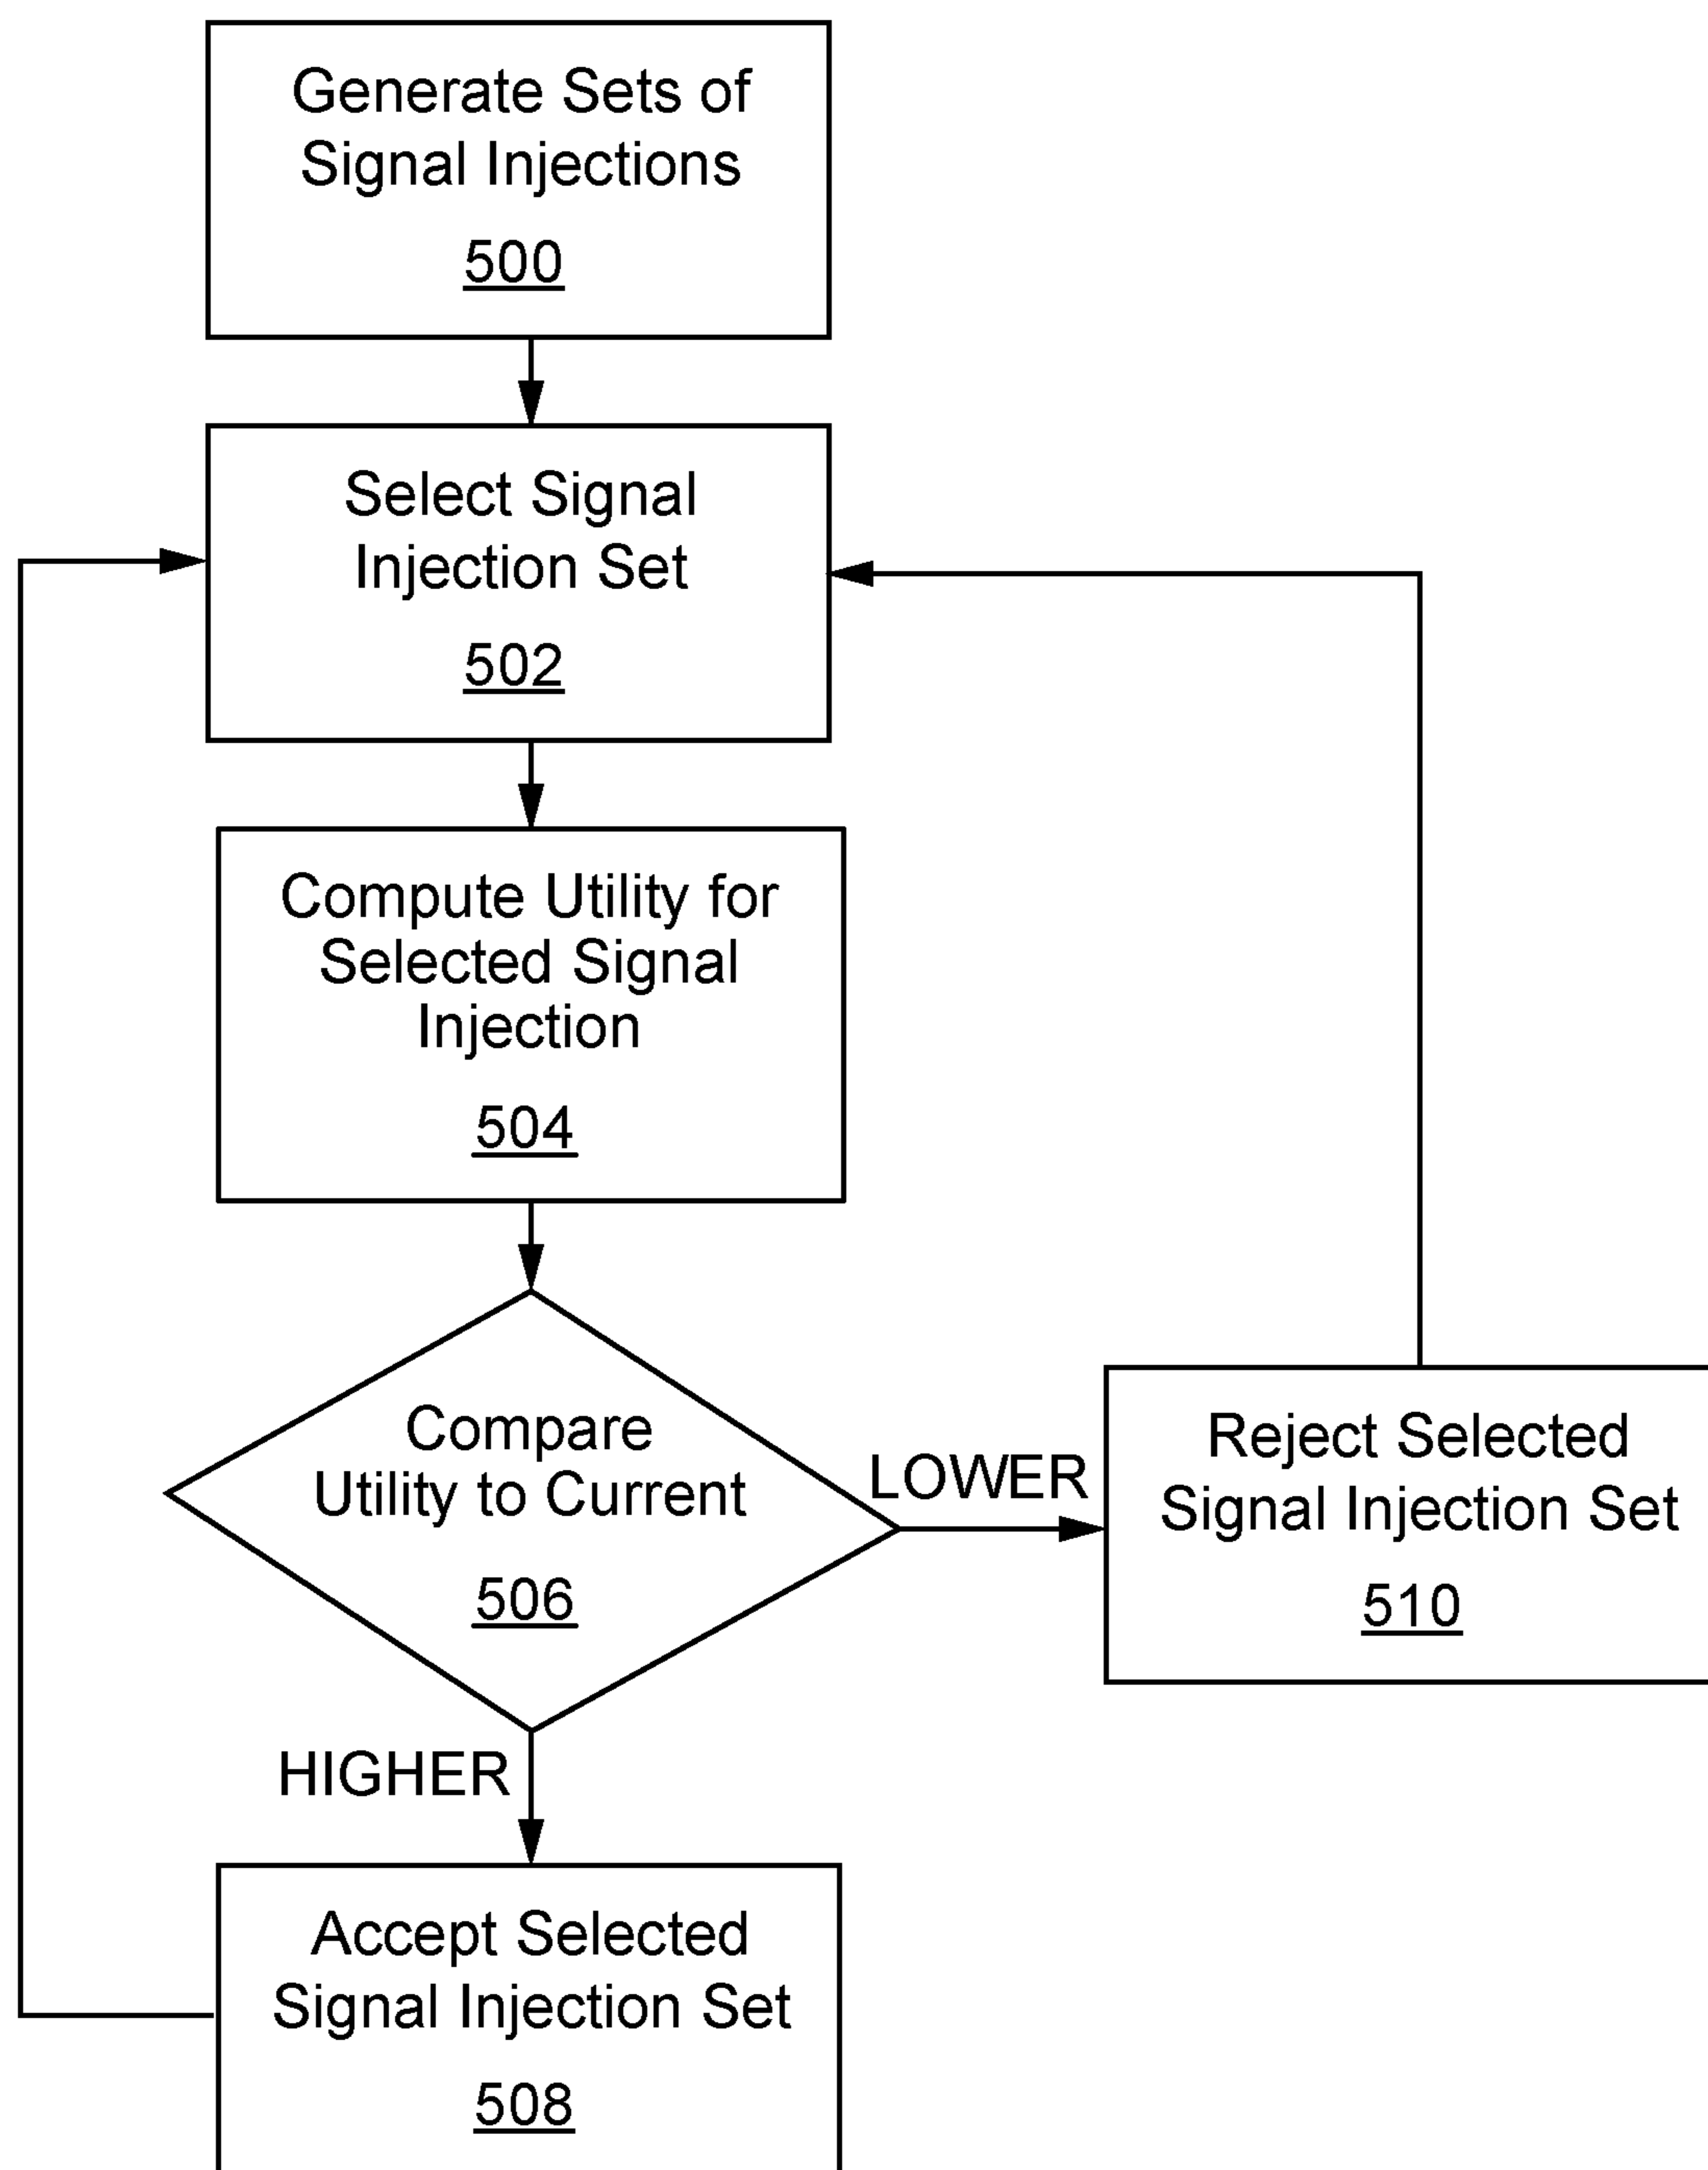 Generate Sets of
Signal Injections
500
Select Signal
Injection Set
502
Compute Utility for
Selected Signal
Injection
504
Compare
Utility to Current
506
LOWER
Reject Selected
Signal Injection Set
510
HIGHER
Accept Selected
Signal Injection Set
508